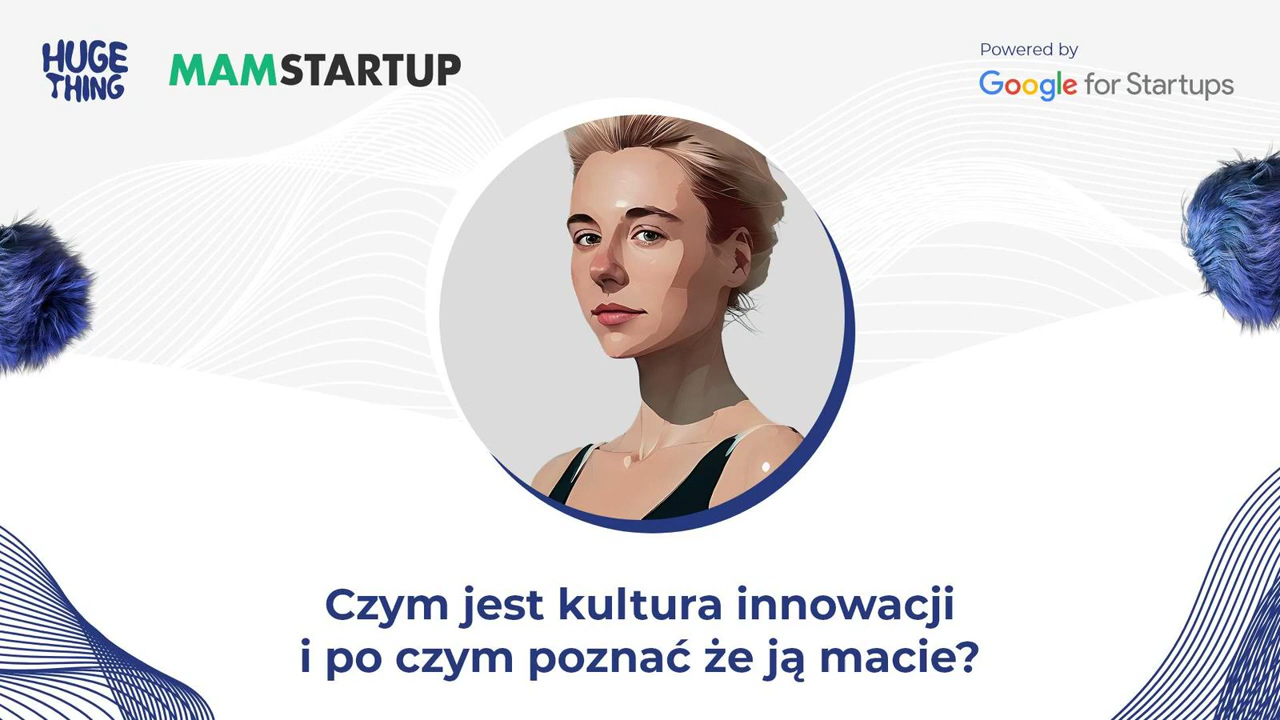 HUGE
THING
MAMSTARTUP
Powered by
Google for Startups
Czym jest kultura innowacji
i po czym poznać że ją macie?